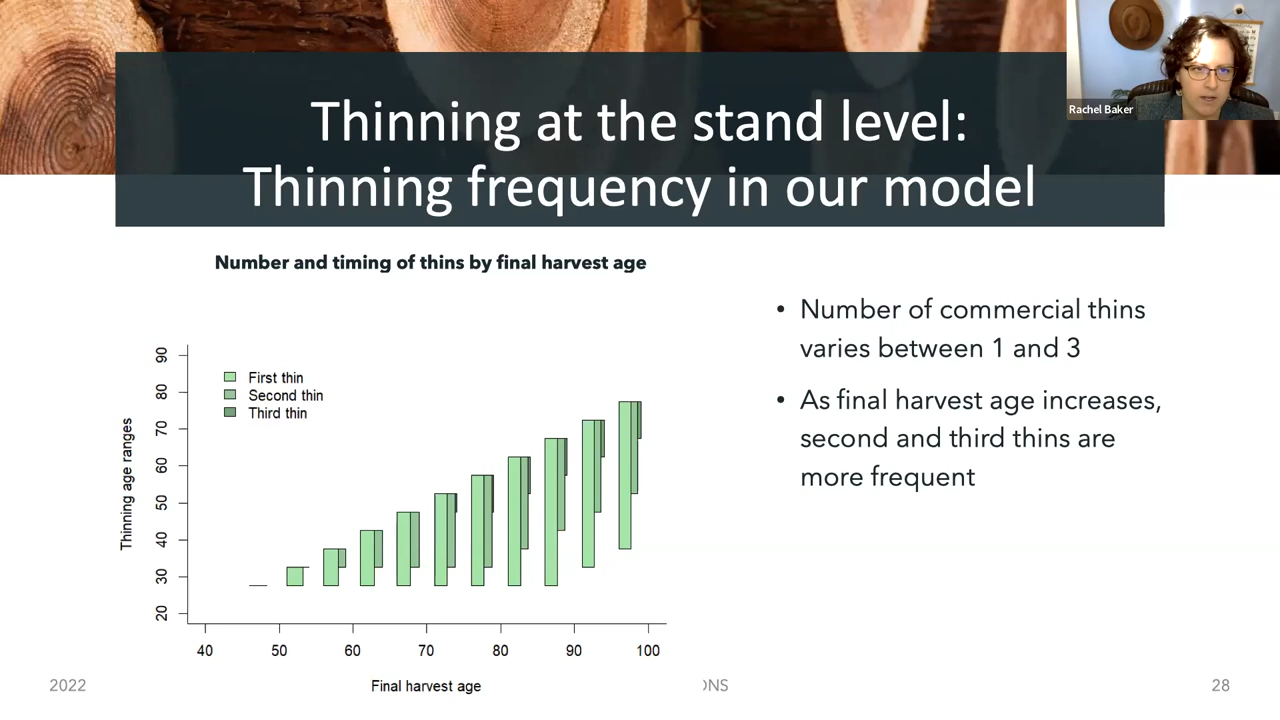 Rachel Baker
Thinning at the stand level:
Thinning frequency in our model
Number and timing of thins by final harvest age
90
80
70
60
50
40
30
20
Thinning age ranges
First thin
Second thin
Third thin
40 50 60 70 80 90 100
Final harvest age
• Number of commercial thins
varies between 1 and 3
• As final harvest age increases,
second and third thins are
more frequent
2022
28